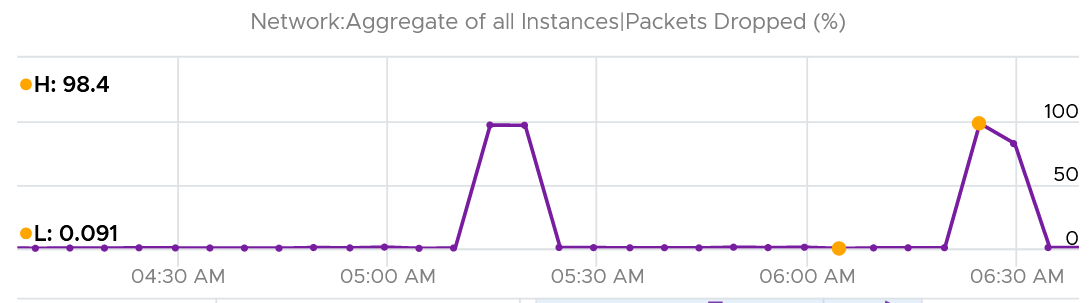 Network:Aggregate of all Instances|Packets Dropped (%)
H: 98.4
100
50
L: 0.091
0
04:30 AM
05:00 AM
05:30 AM
06:00 AM
06:30 AM